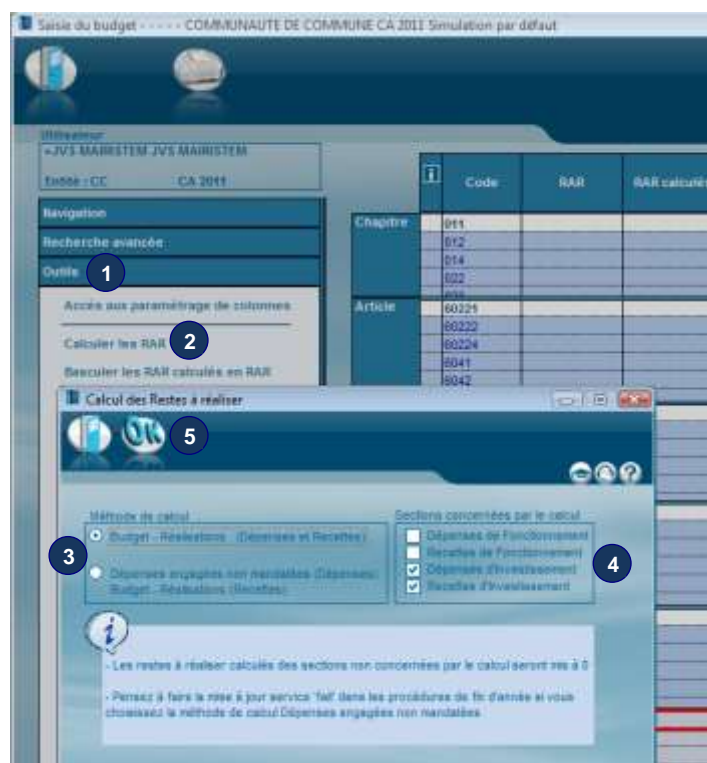 Saisie du budget - - - - - COMMUNAUTE DE COMMUNE CA 2011 Simulation par défaut
Utilisateur
JVS MAIRISTEM JVS MAIRISTEM
Entité : CC CA 2011
Navigation
Recherche avancée
Outils 1
Accès aux paramétrage de colonnes
Calculer les RAR 2
Basculer les RAR calculés en RAR
i Code RAR RAR calculés
Chapitre 011
012
014
022
Article 60221
60222
60224
6041
6042
Calcul des Restes à réaliser
OK 5
?
Méthode de calcul
3 Budget - Réalisations (Dépenses et Recettes)
Dépenses engagées non mandatées (Dépenses)
Budget - Réalisations (Recettes)
Sections concernées par le calcul
Dépenses de Fonctionnement
Recettes de Fonctionnement
Dépenses d'Investissement 4
Recettes d'Investissement
i
- Les restes à réaliser calculés des sections non concernées par le calcul seront mis à 0
- Pensez à faire la mise à jour service 'fait' dans les procédures de fin d'année si vous
choisissez la méthode de calcul Dépenses engagées non mandatées